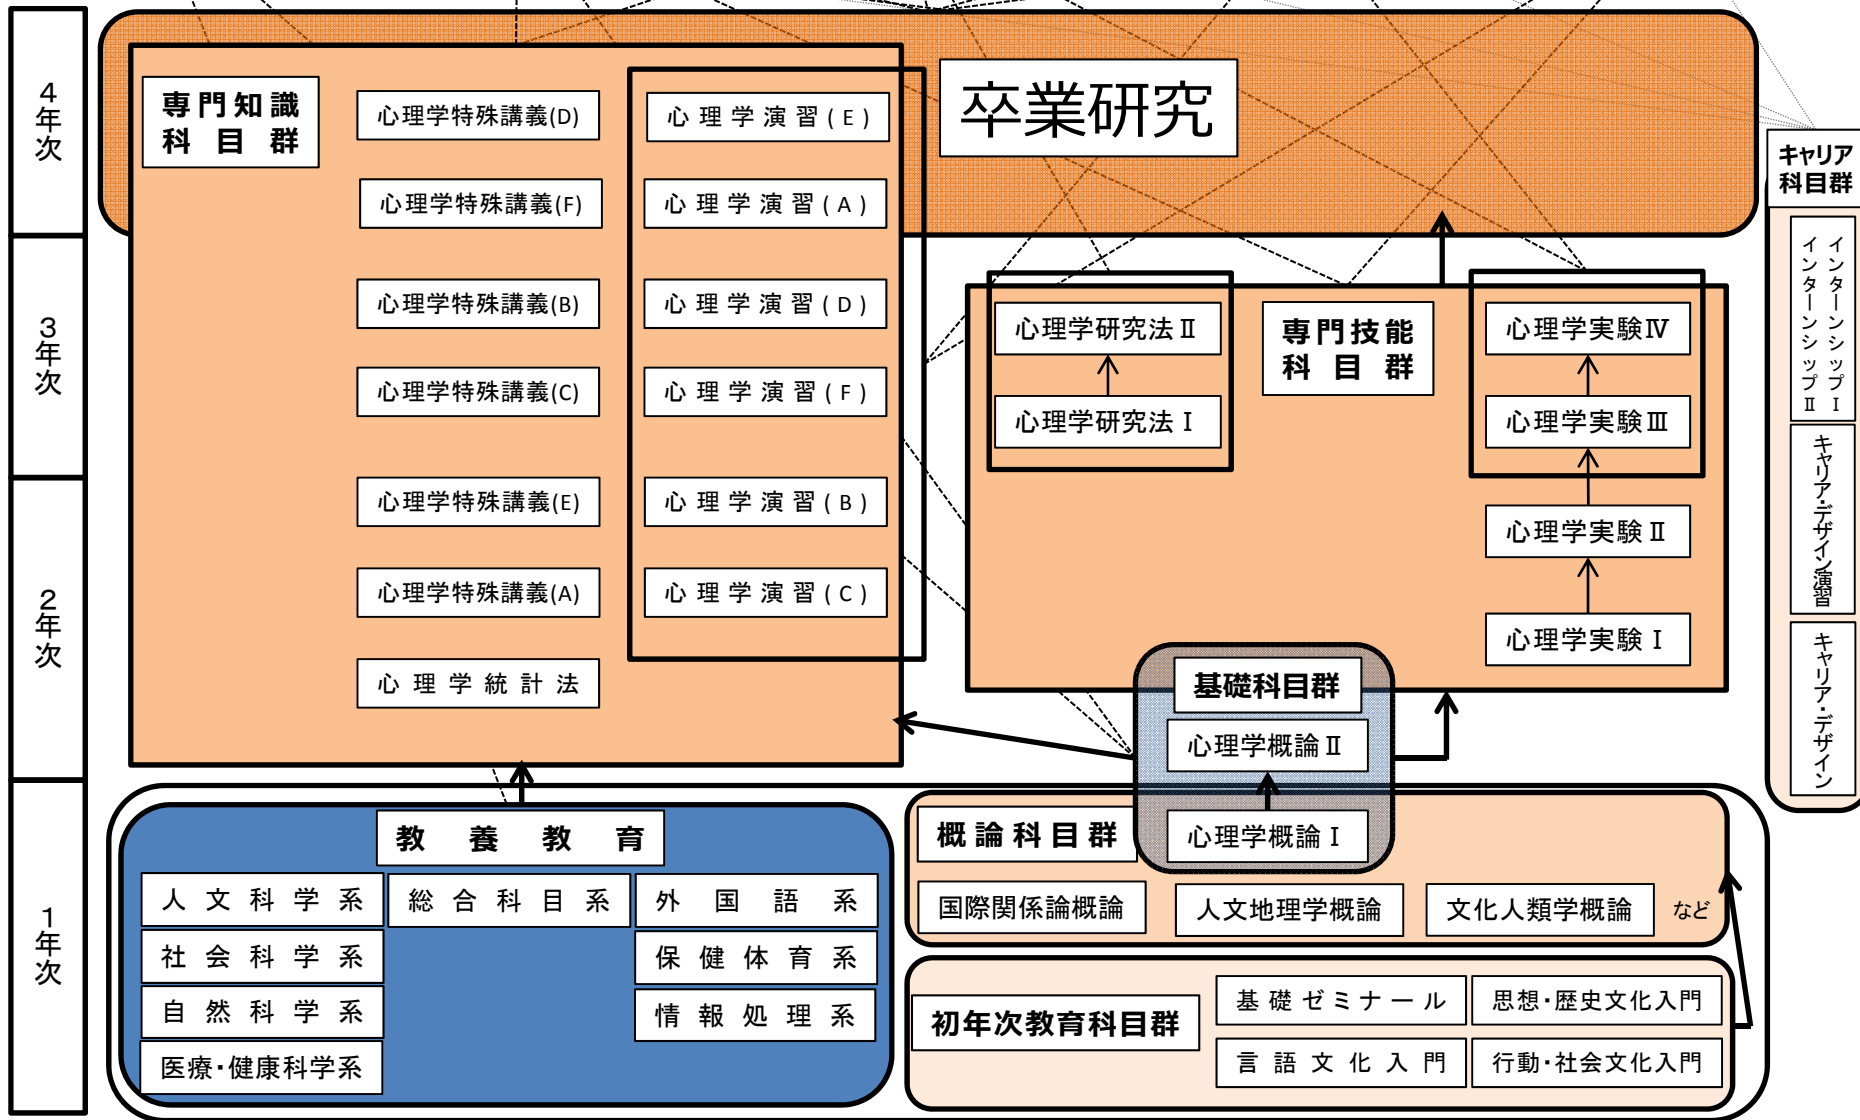 4年次
専門知識
科目群
心理学特殊講義(D)
心理学演習(E)
卒業研究
心理学特殊講義(F)
心理学演習(A)
キャリア
科目群
3年次
心理学特殊講義(B)
心理学演習(D)
心理学研究法Ⅱ
専門技能
科目群
心理学実験Ⅳ
インターンシップⅠ
インターンシップⅡ
心理学特殊講義(C)
心理学演習(F)
心理学研究法Ⅰ
心理学実験Ⅲ
2年次
心理学特殊講義(E)
心理学演習(B)
心理学実験Ⅱ
キャリア・デザイン演習
心理学特殊講義(A)
心理学演習(C)
心理学実験Ⅰ
心理学統計法
基礎科目群
心理学概論Ⅱ
キャリア・デザイン
1年次
教養教育
概論科目群
心理学概論Ⅰ
人文科学系
総合科目系
外国語系
国際関係論概論
人文地理学概論
文化人類学概論
など
社会科学系
保健体育系
自然科学系
情報処理系
初年次教育科目群
基礎ゼミナール
思想・歴史文化入門
医療・健康科学系
言語文化入門
行動・社会文化入門